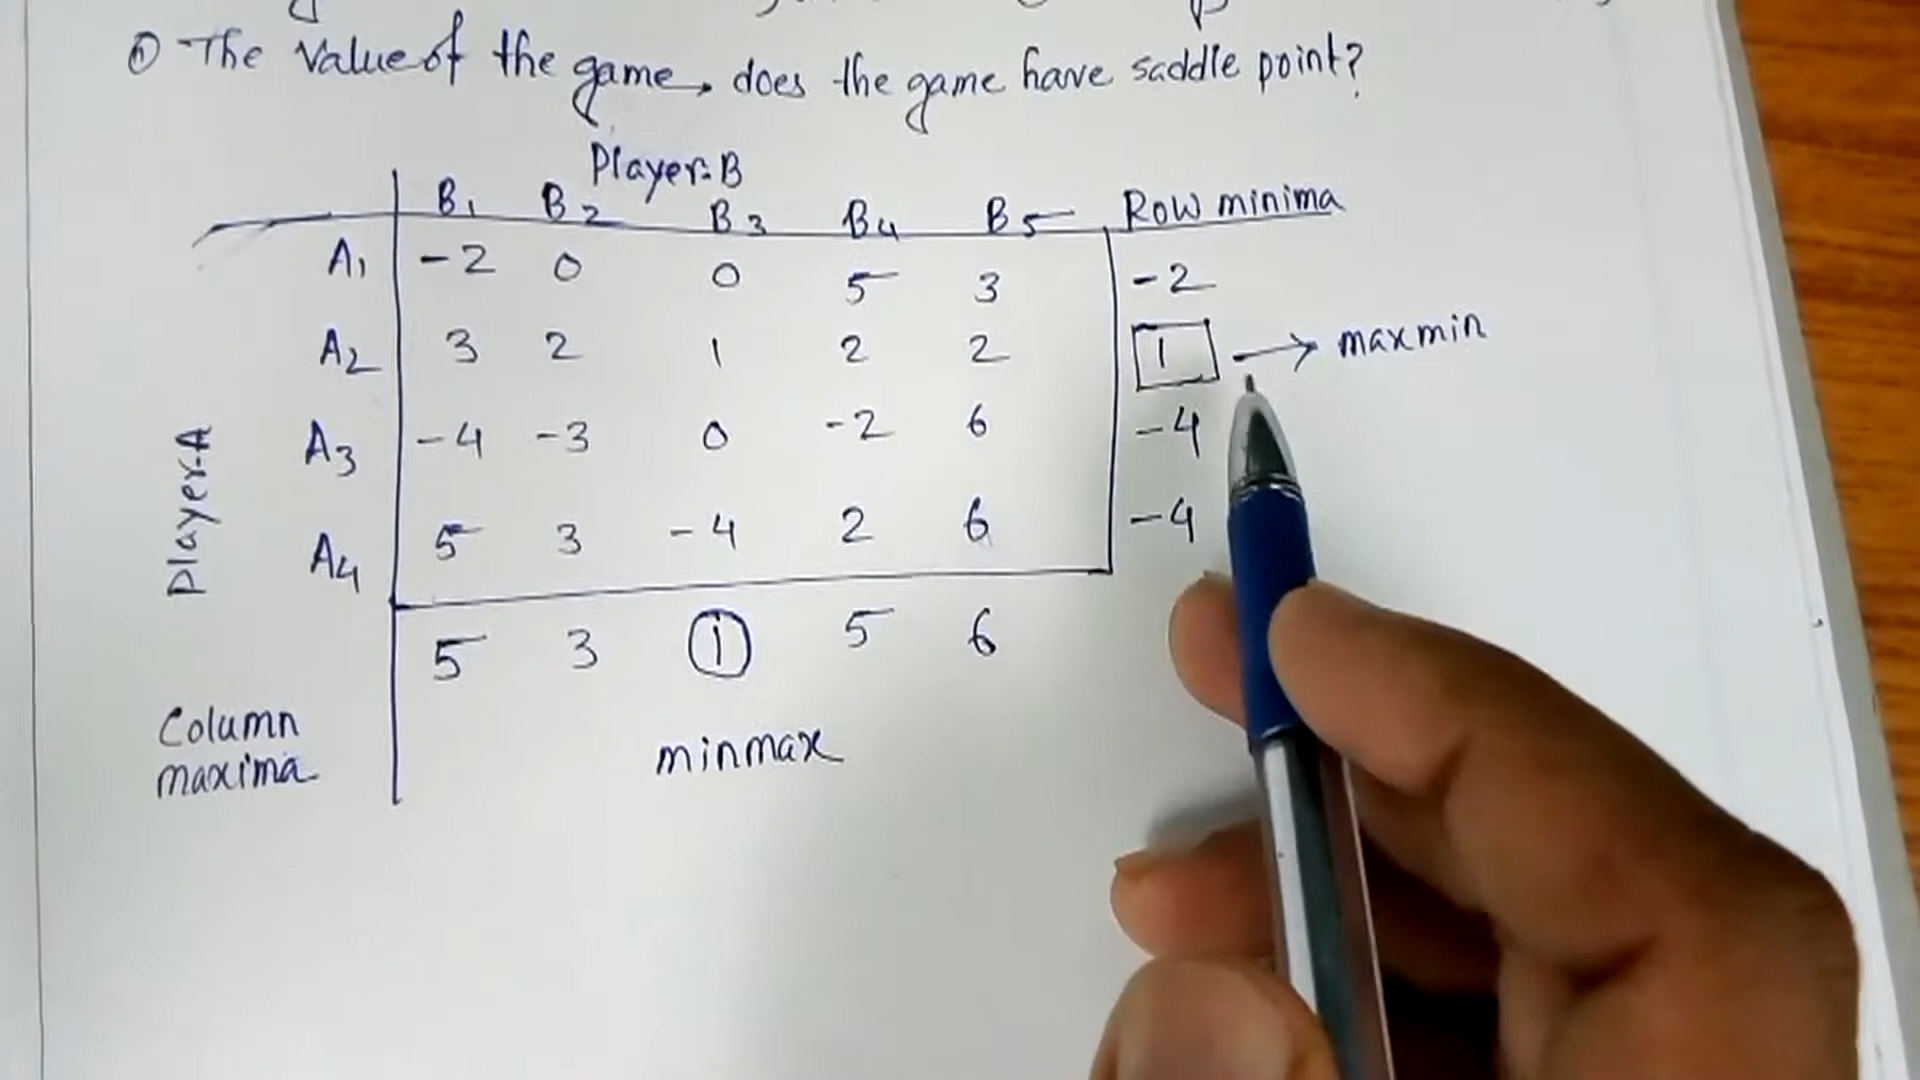 ① The Value of the game, does the game have saddle point?
Player-B
B1 B2 B3 B4 B5 Row minima
A1 -2 0 0 5 3 -2
A2 3 2 1 2 2 1 → maxmin
Player-A
A3 -4 -3 0 -2 6 -4
A4 5 3 -4 2 6 -4
5 3 1 5 6
Column
maxima
minmax